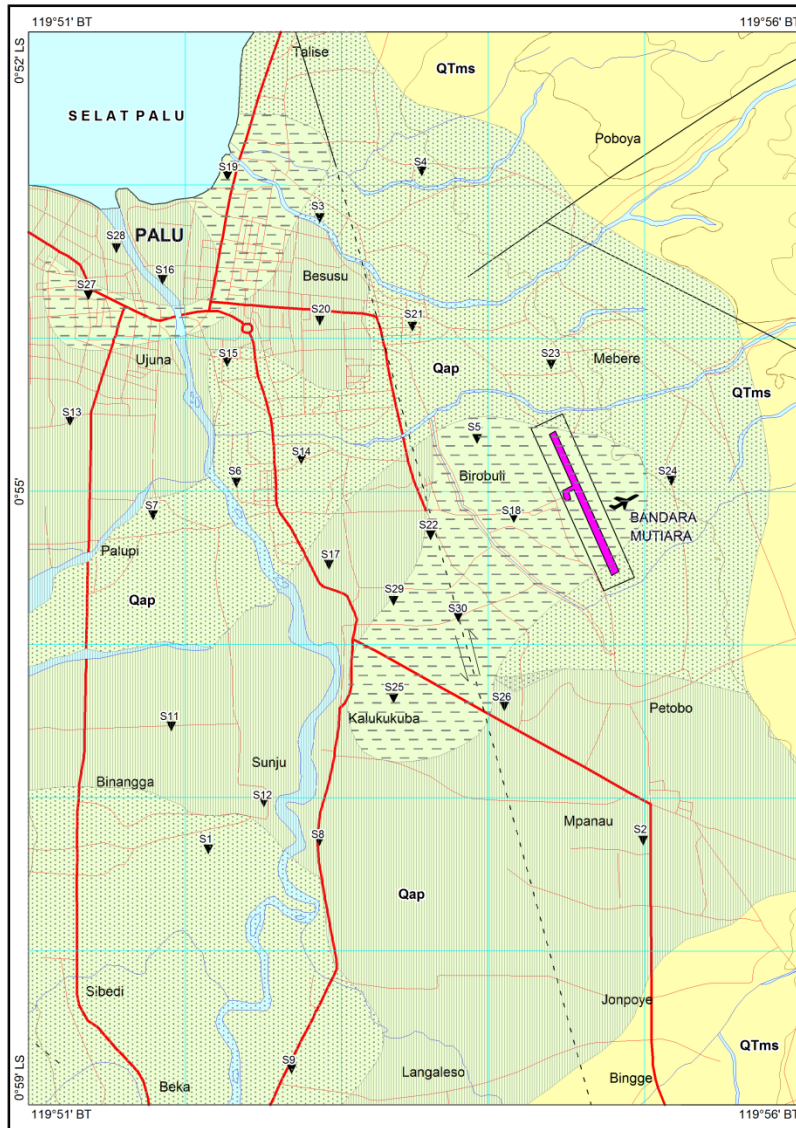 119°51' BT
119°56' BT
0°52' LS
Talise
QTms
SELAT PALU
Poboya
S4
S19
S3
S28
PALU
S16
Besusu
S27
S20
S21
S23
Mebere
Ujuna
S15
Qap
QTms
S13
S5
S14
Birobuli
S24
S6
0°55'
S7
S18
BANDARA
MUTIARA
S22
Palupi
S17
Qap
S29
S30
S25
S26
Petobo
S11
Kalukukuba
Sunju
Binangga
S12
Mpanau
S1
S8
S2
Qap
Sibedi
Jonpoye
QTms
S9
Langaleso
Bingge
Beka
0°59' LS
119°51' BT
119°56' BT